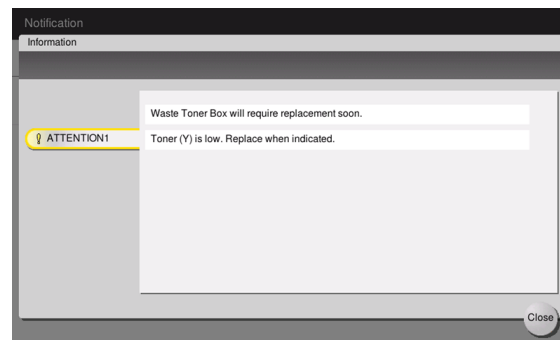 Notification
Information
Waste Toner Box will require replacement soon.
ATTENTION1
Toner (Y) is low. Replace when indicated.
Close